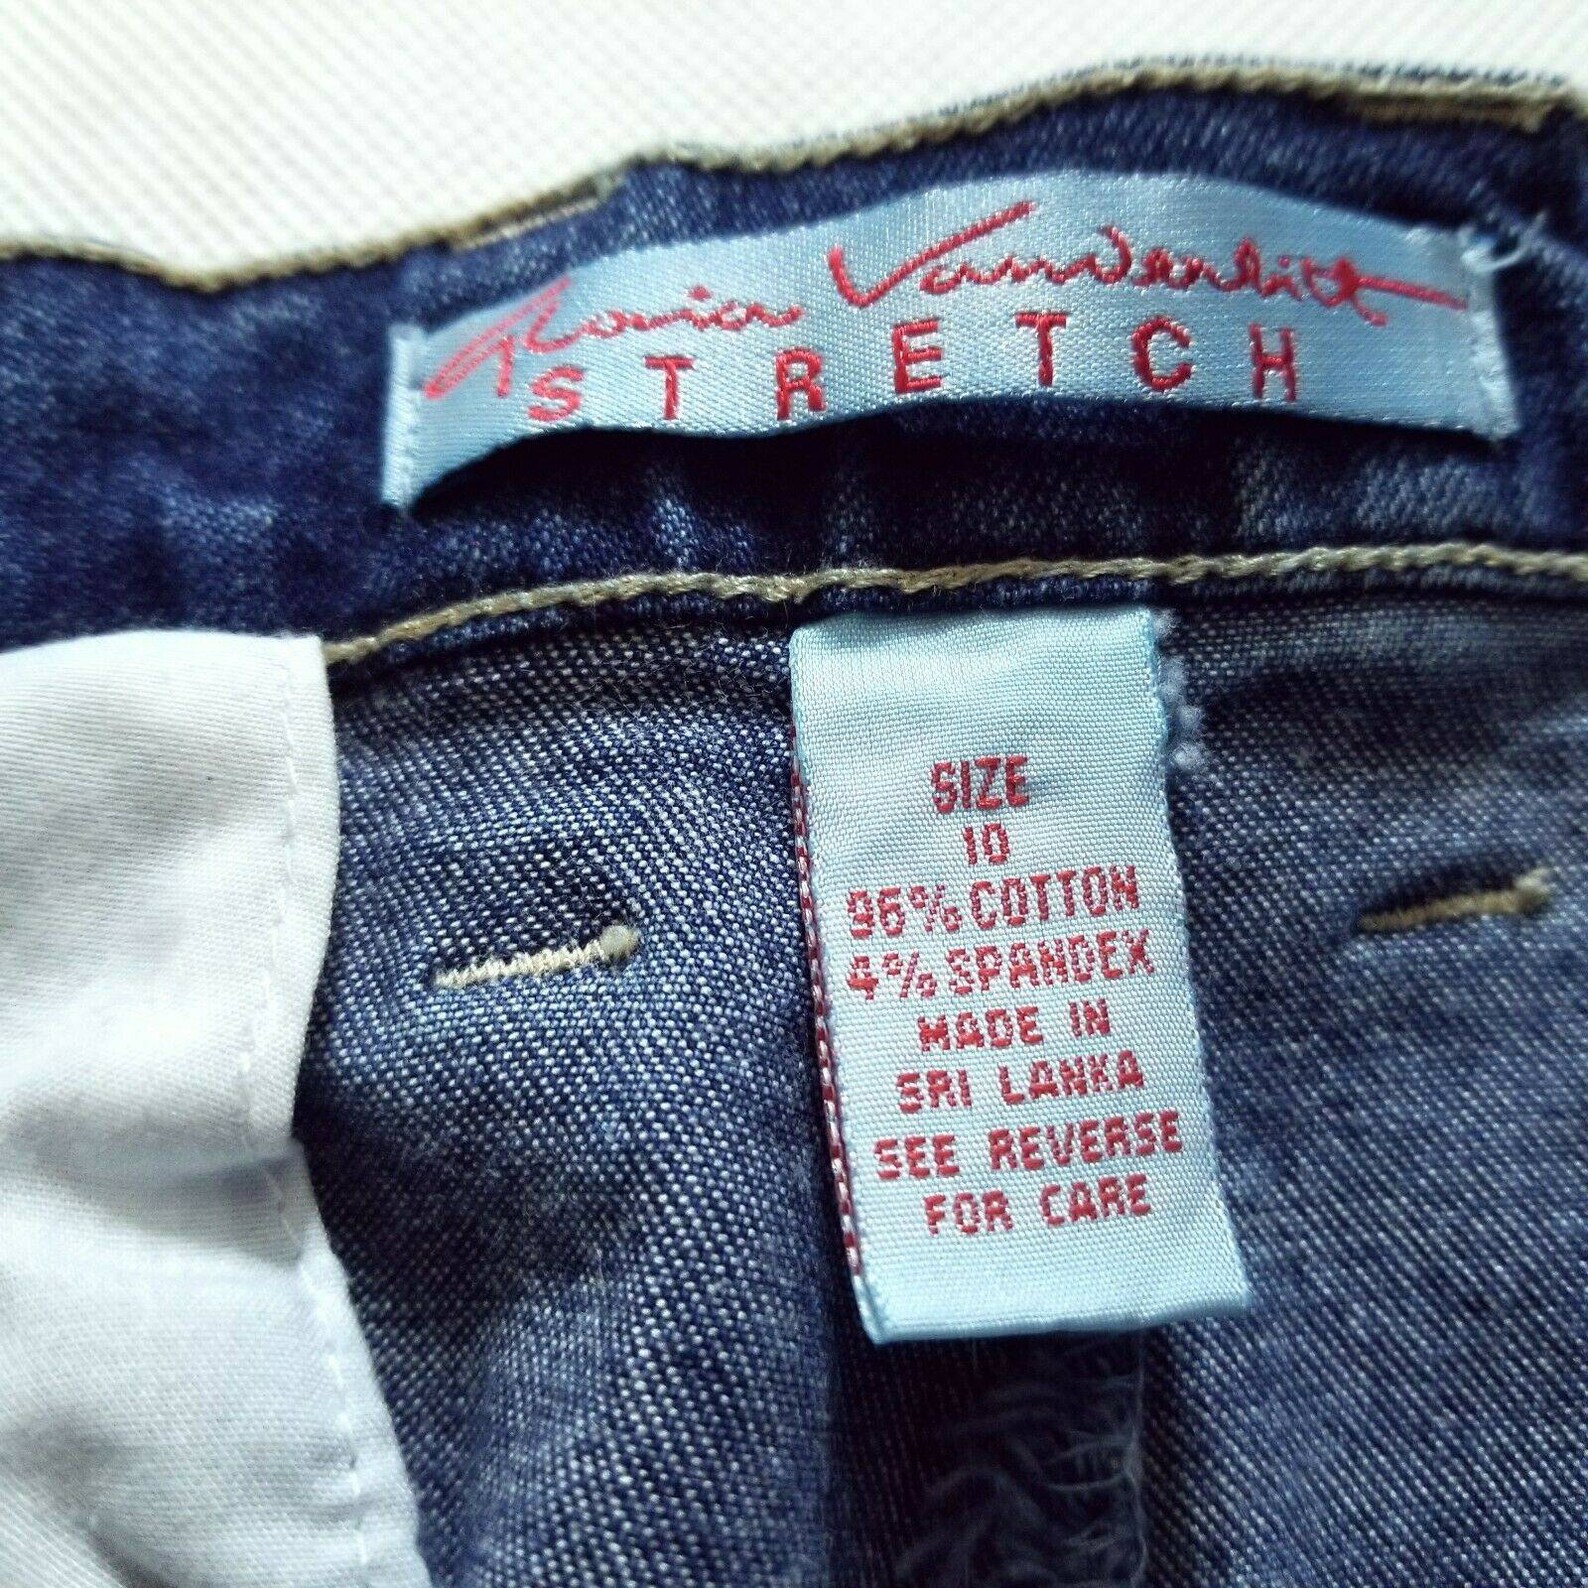 Gloria Vanderbilt
STRETCH
SIZE
10
96% COTTON
4% SPANDEX
MADE IN
SRI LANKA
SEE REVERSE
FOR CARE